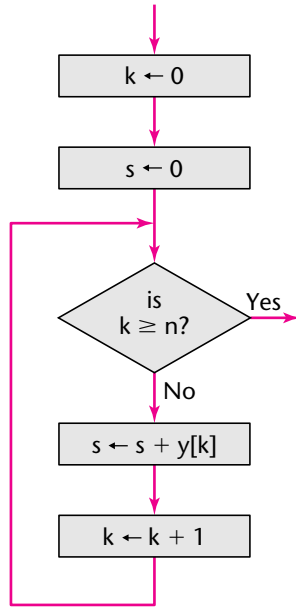 k ← 0
s ← 0
is
k ≥ n?
Yes
No
s ← s + y[k]
k ← k + 1